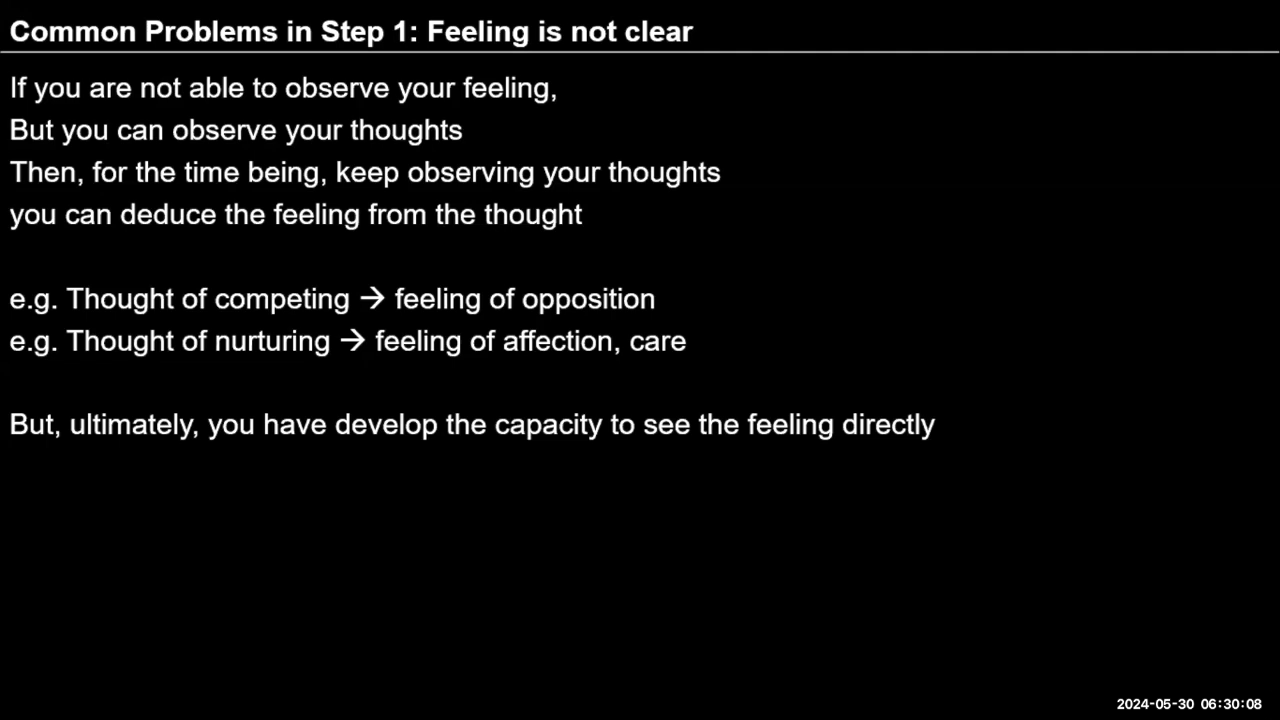 Common Problems in Step 1: Feeling is not clear
If you are not able to observe your feeling,
But you can observe your thoughts
Then, for the time being, keep observing your thoughts
you can deduce the feeling from the thought
e.g. Thought of competing → feeling of opposition
e.g. Thought of nurturing → feeling of affection, care
But, ultimately, you have develop the capacity to see the feeling directly
2024-05-30 06:30:08